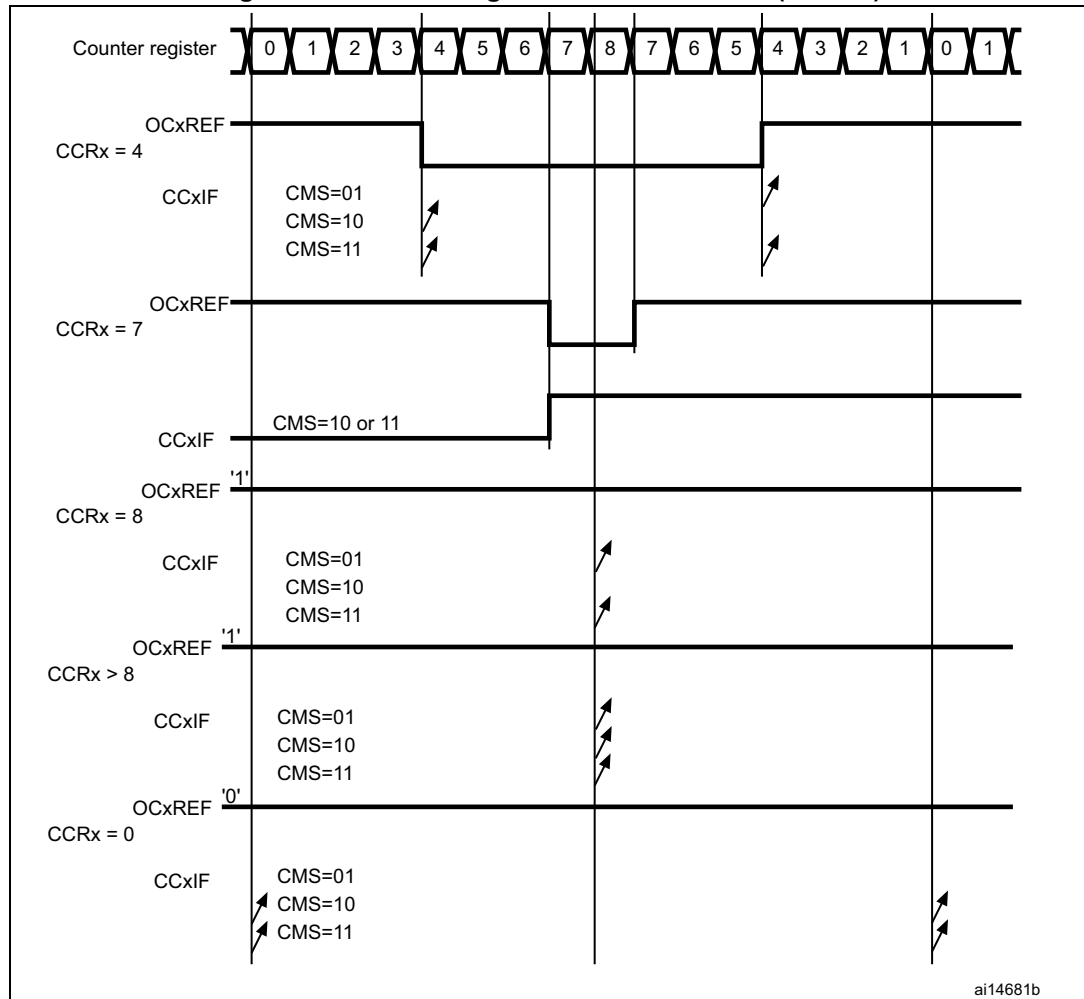 Counter register 0 1 2 3 4 5 6 7 8 7 6 5 4 3 2 1 0 1
OCxREF
CCRx = 4
CCxIF CMS=01
CMS=10
CMS=11
OCxREF
CCRx = 7
CMS=10 or 11
CCxIF
'1'
OCxREF
CCRx = 8
CCxIF CMS=01
CMS=10
CMS=11
'1'
OCxREF
CCRx > 8
CCxIF CMS=01
CMS=10
CMS=11
'0'
OCxREF
CCRx = 0
CCxIF CMS=01
CMS=10
CMS=11
ai14681b